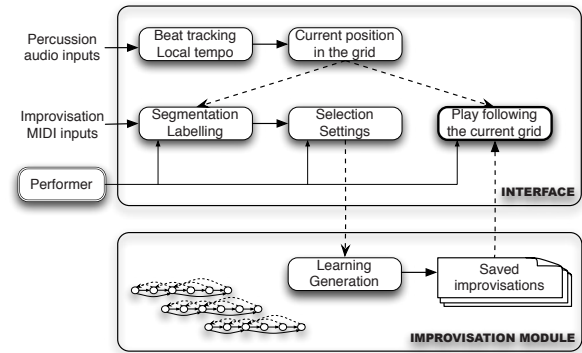 Percussion
audio inputs
Beat tracking
Local tempo
Current position
in the grid
Improvisation
MIDI inputs
Segmentation
Labelling
Selection
Settings
Play following
the current grid
Performer
INTERFACE
Learning
Generation
Saved
improvisations
IMPROVISATION MODULE